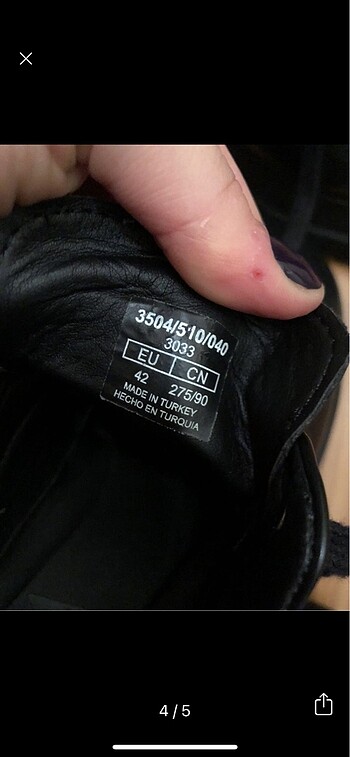 3504/510/040
3033
EU CN
42 275/90
MADE IN TURKEY
HECHO EN TURQUIA
4/5